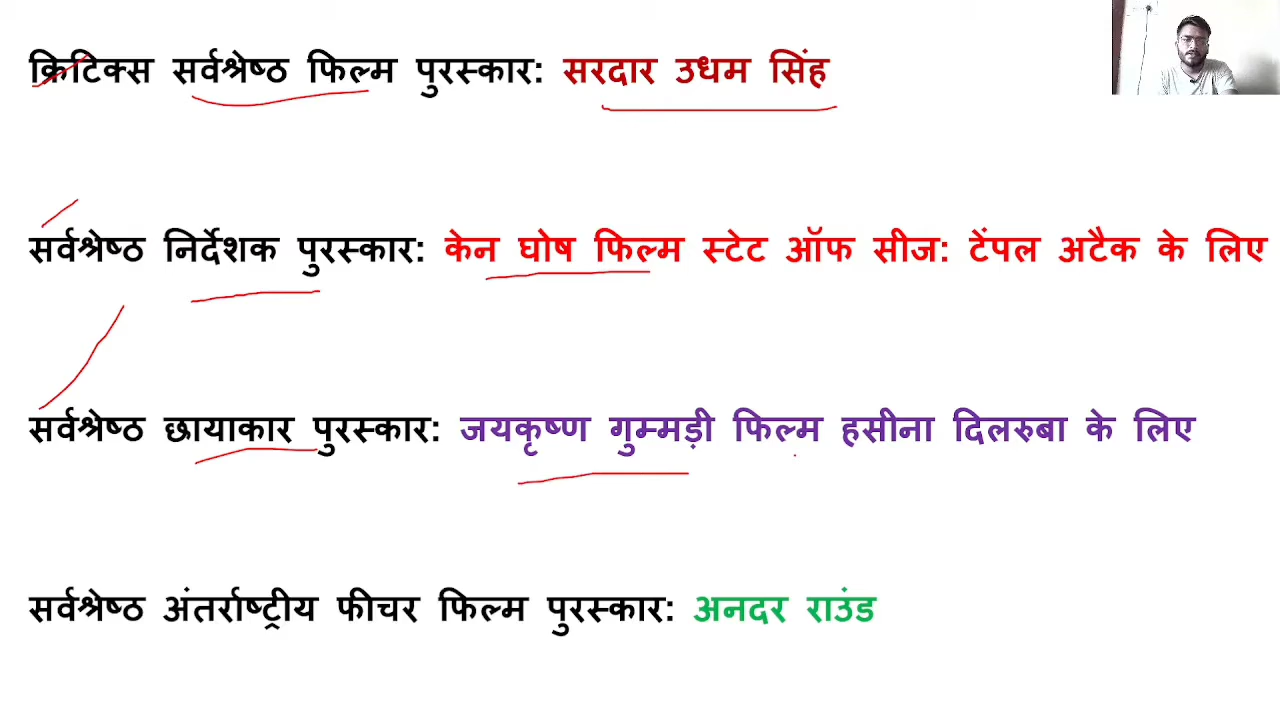 क्रिटिक्स सर्वश्रेष्ठ फिल्म पुरस्कार: सरदार उधम सिंह
सर्वश्रेष्ठ निर्देशक पुरस्कार: केन घोष फिल्म स्टेट ऑफ सीज: टेंपल अटैक के लिए
सर्वश्रेष्ठ छायाकार पुरस्कार: जयकृष्ण गुम्मड़ी फिल्म हसीना दिलरुबा के लिए
सर्वश्रेष्ठ अंतर्राष्ट्रीय फीचर फिल्म पुरस्कार: अनदर राउंड